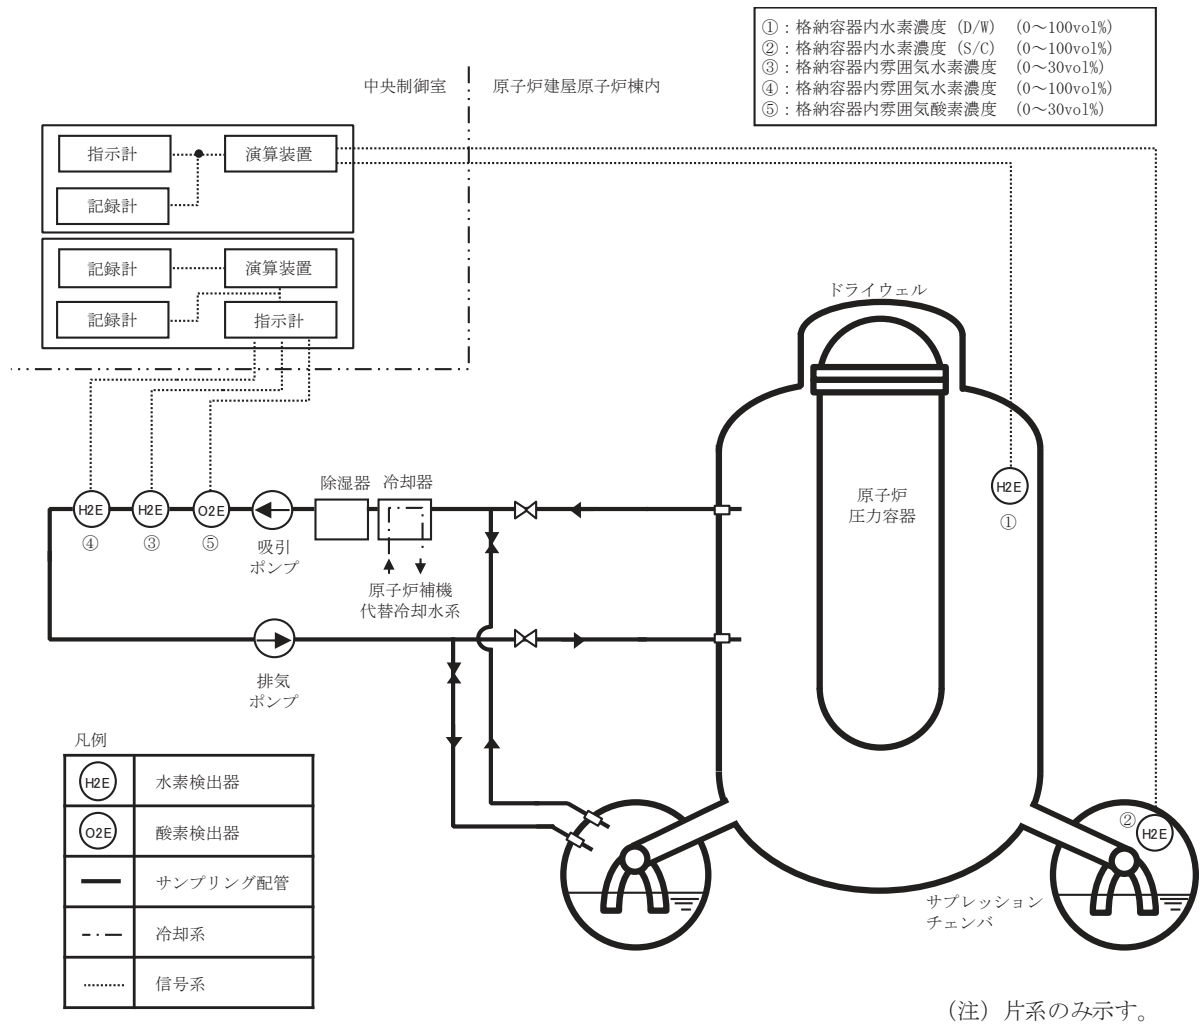 ①：格納容器内水素濃度（D/W）（0～100vol%）
②：格納容器内水素濃度（S/C）（0～100vol%）
③：格納容器内雰囲気水素濃度（0～30vol%）
④：格納容器内雰囲気水素濃度（0～100vol%）
⑤：格納容器内雰囲気酸素濃度（0～30vol%）
中央制御室
原子炉建屋原子炉棟内
指示計
演算装置
記録計
記録計
演算装置
記録計
指示計
ドライウェル
原子炉
圧力容器
H2E
①
除湿器
冷却器
H2E
H2E
O2E
④
③
⑤
吸引
ポンプ
原子炉補機
代替冷却水系
排気
ポンプ
②
H2E
サプレッション
チェンバ
凡例
H2E
水素検出器
O2E
酸素検出器
サンプリング配管
冷却系
信号系
（注）片系のみ示す。